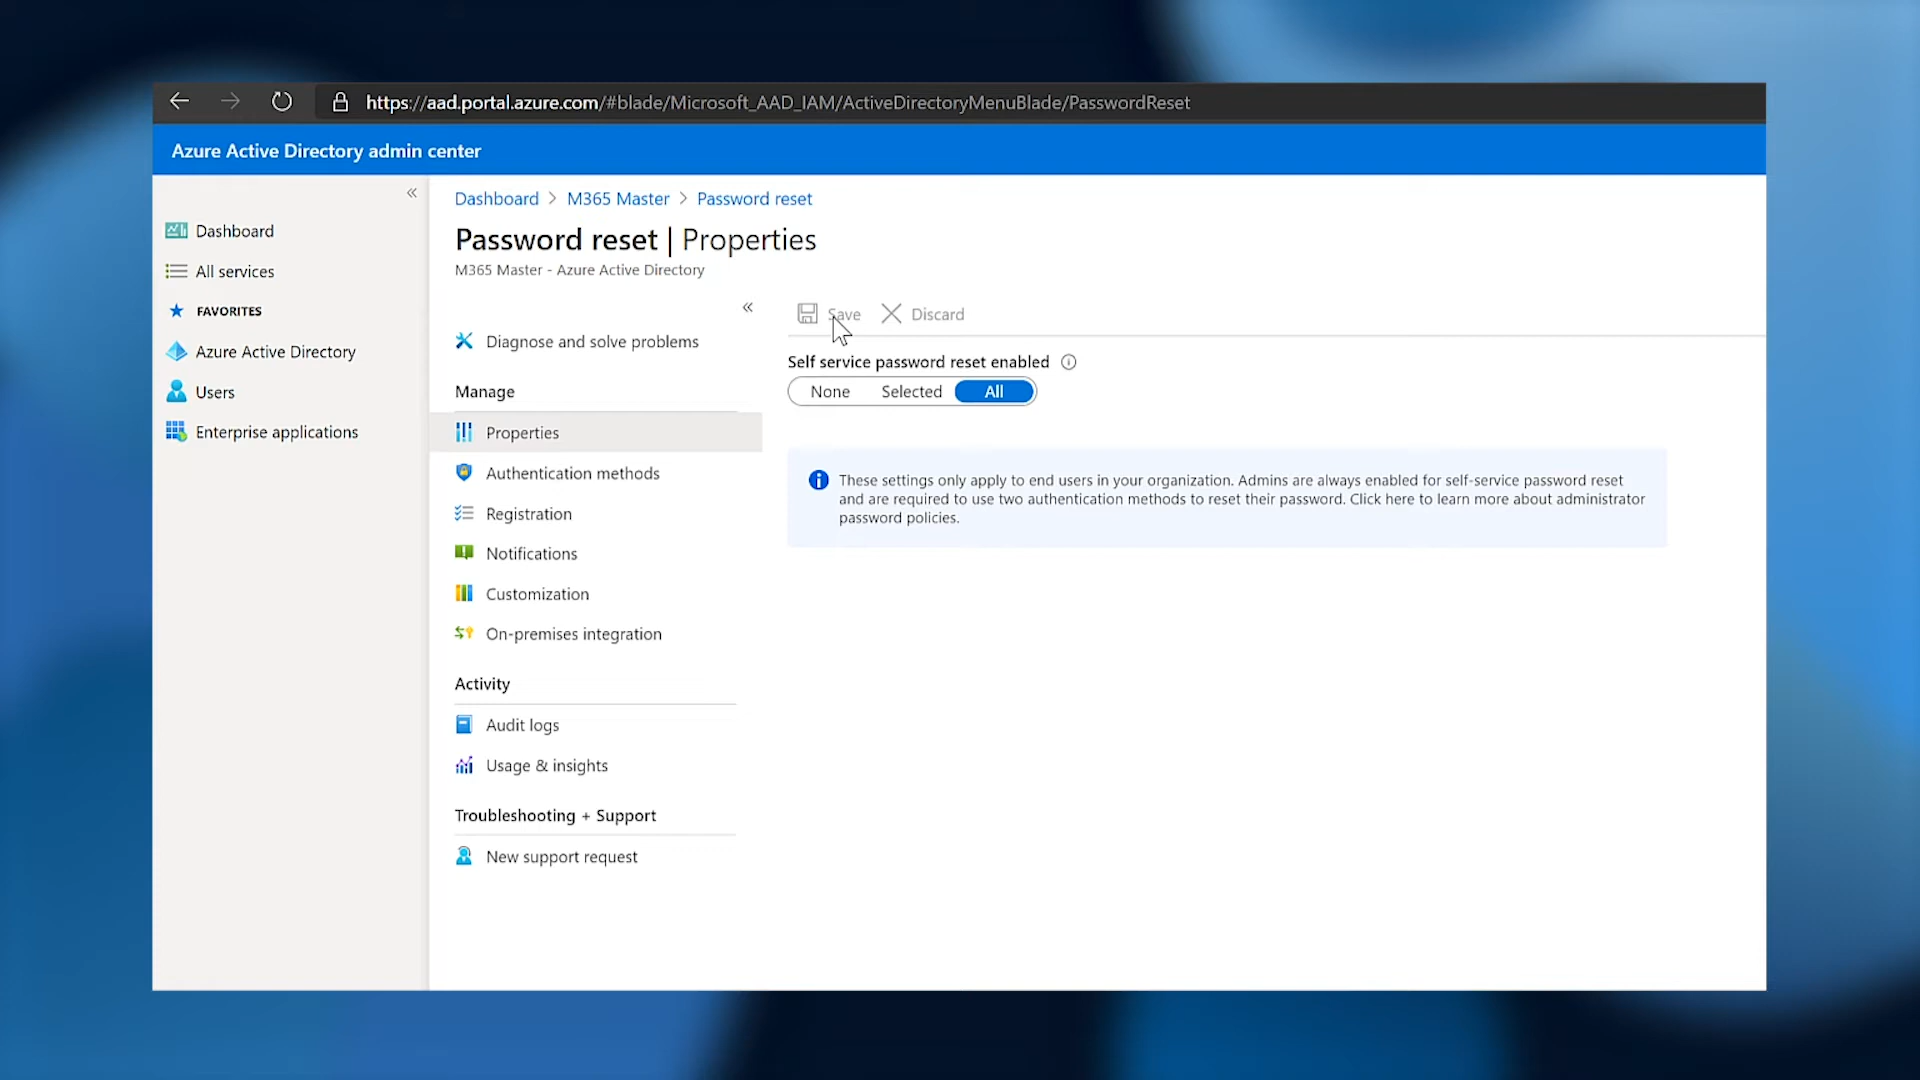 https://aad.portal.azure.com/#blade/Microsoft_AAD_IAM/ActiveDirectoryMenuBlade/PasswordReset
Azure Active Directory admin center
Dashboard
All services
FAVORITES
Azure Active Directory
Users
Enterprise applications
Dashboard > M365 Master > Password reset
Password reset | Properties
M365 Master - Azure Active Directory
Diagnose and solve problems
Manage
Properties
Authentication methods
Registration
Notifications
Customization
On-premises integration
Activity
Audit logs
Usage & insights
Troubleshooting + Support
New support request
Save Discard
Self service password reset enabled
None Selected All
These settings only apply to end users in your organization. Admins are always enabled for self-service password reset
and are required to use two authentication methods to reset their password. Click here to learn more about administrator
password policies.